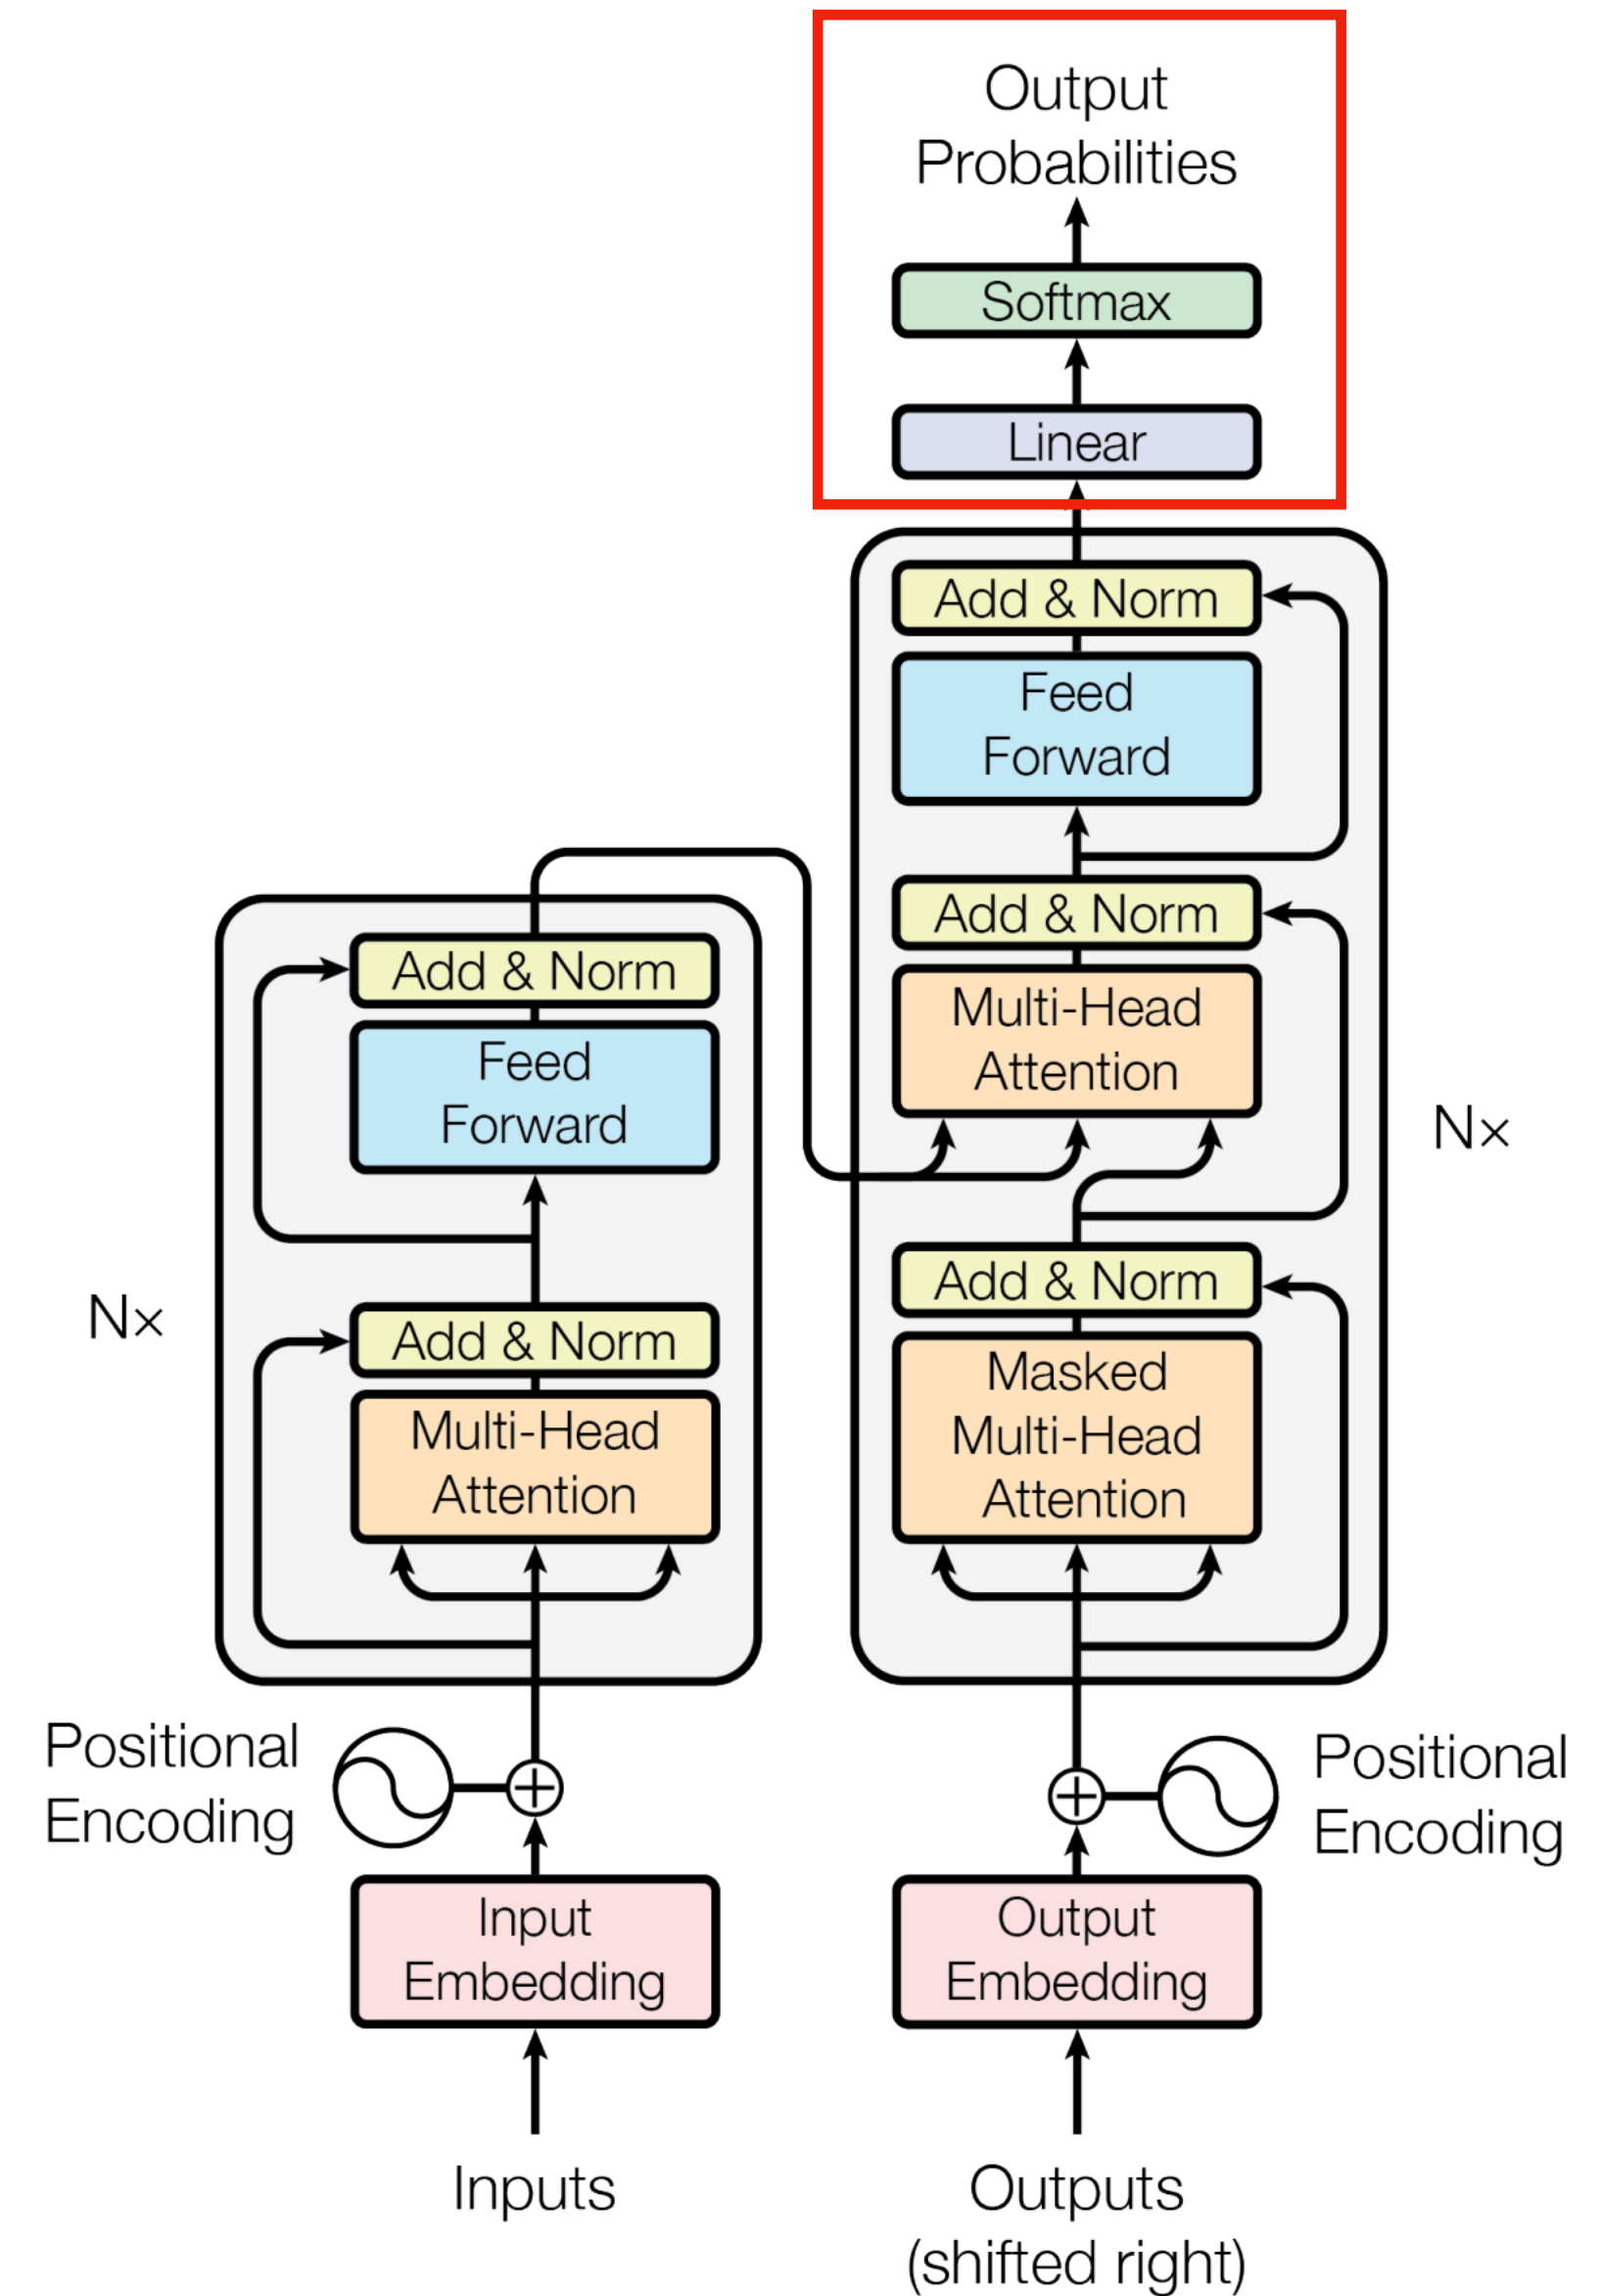 Output
Probabilities
Softmax
Linear
Add & Norm
Feed
Forward
Add & Norm
Multi-Head
Attention
Nx
Add & Norm
Masked
Multi-Head
Attention
Add & Norm
Feed
Forward
Nx
Add & Norm
Multi-Head
Attention
Positional
Encoding
Positional
Encoding
Input
Embedding
Output
Embedding
Inputs
Outputs
(shifted right)